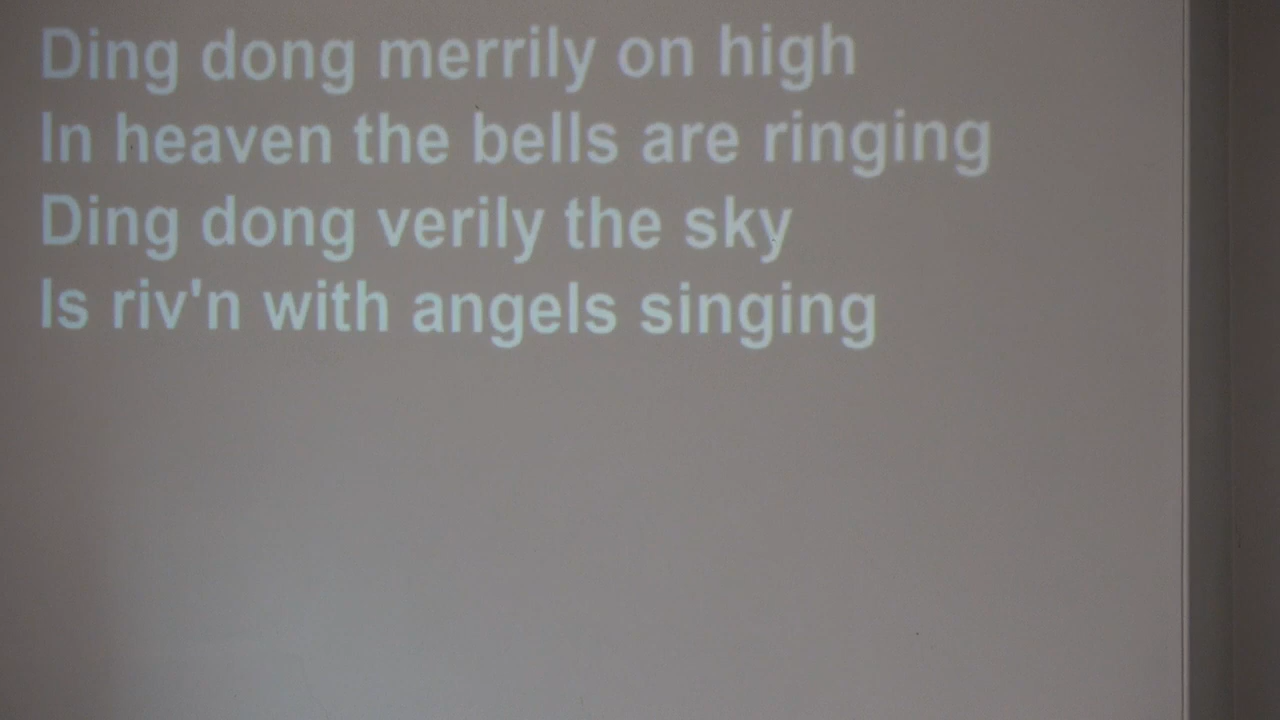 Ding dong merrily on high
In heaven the bells are ringing
Ding dong verily the sky
Is riv'n with angels singing